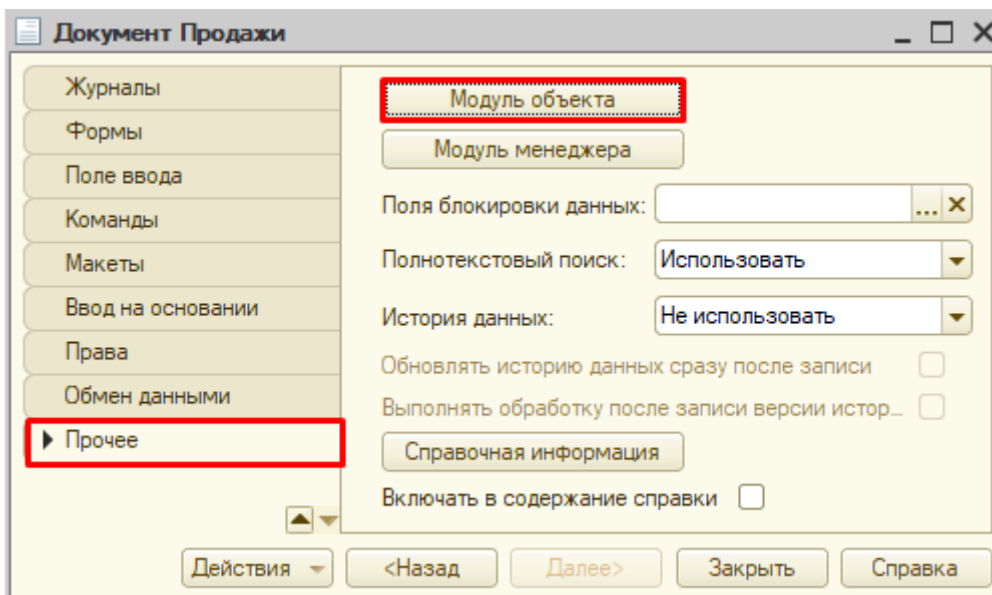 Документ Продажи
Журналы
Формы
Поле ввода
Команды
Макеты
Ввод на основании
Права
Обмен данными
Прочее
Модуль объекта
Модуль менеджера
Поля блокировки данных:
Полнотекстовый поиск: Использовать
История данных: Не использовать
Обновлять историю данных сразу после записи
Выполнять обработку после записи версии истор...
Справочная информация
Включать в содержание справки
Действия <Назад Далее> Закрыть Справка